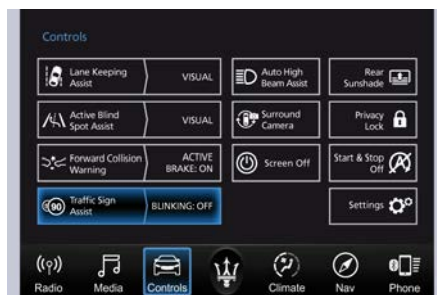 Controls
Lane Keeping
Assist
VISUAL
Auto High
Beam Assist
Rear
Sunshade
Active Blind
Spot Assist
VISUAL
Surround
Camera
Privacy
Lock
Forward Collision
Warning
ACTIVE
BRAKE: ON
Screen Off
Start & Stop
Off
90
Traffic Sign
Assist
BLINKING: OFF
Settings
Radio
Media
Controls
Climate
Nav
Phone